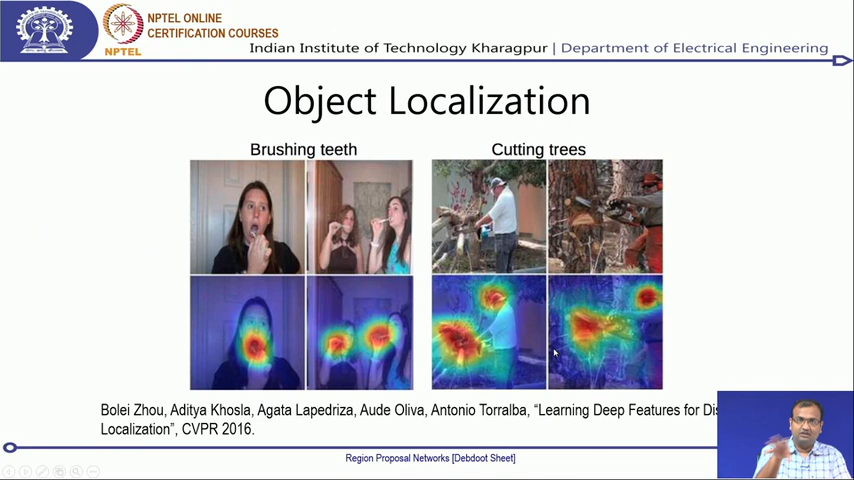 NPTEL ONLINE
CERTIFICATION COURSES
NPTEL
Indian Institute of Technology Kharagpur | Department of Electrical Engineering
Object Localization
Brushing teeth
Cutting trees
Bolei Zhou, Aditya Khosla, Agata Lapedriza, Aude Oliva, Antonio Torralba, “Learning Deep Features for
Localization”, CVPR 2016.
Region Proposal Networks [Debdoot Sheet]